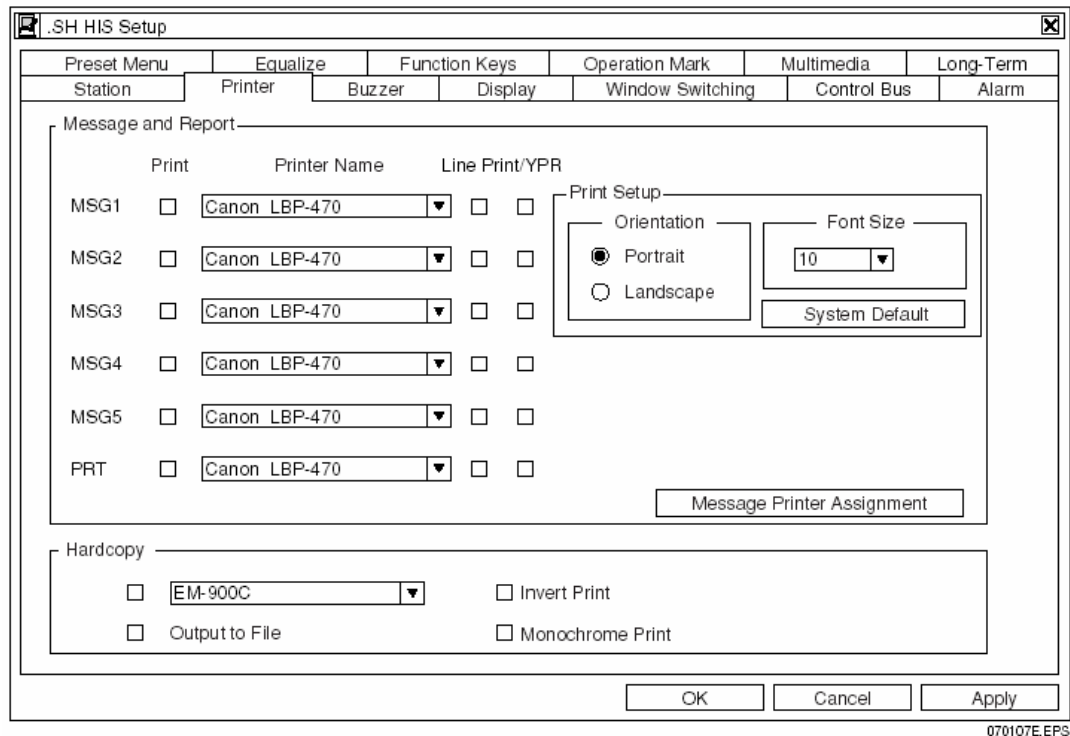 .SH HIS Setup
Preset Menu Equalize Function Keys Operation Mark Multimedia Long-Term
Station Printer Buzzer Display Window Switching Control Bus Alarm
Message and Report
Print Printer Name Line Print/YPR
MSG1 Canon LBP-470
MSG2 Canon LBP-470
MSG3 Canon LBP-470
MSG4 Canon LBP-470
MSG5 Canon LBP-470
PRT Canon LBP-470
Print Setup
Orientation
Portrait
Landscape
Font Size
10
System Default
Message Printer Assignment
Hardcopy
EM-900C Invert Print
Output to File Monochrome Print
OK Cancel Apply
070107E.EPS